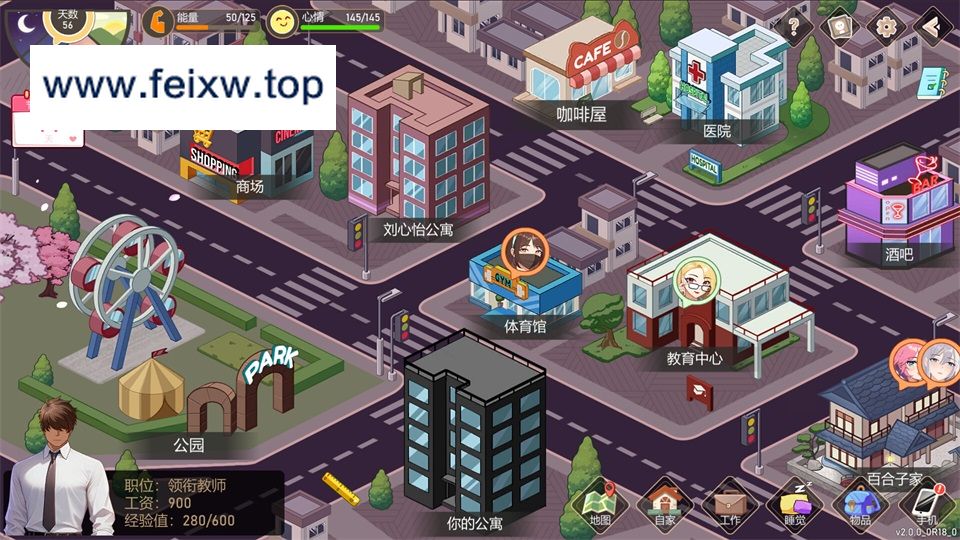 天数
56
能量 50/125
心情 145/145
www.feixw.top
CAFE
咖啡屋
HOSPITAL
医院
HOSPITAL
SHOPPING
CINEMA
商场
刘心怡公寓
BAR
酒吧
GYM
体育馆
教育中心
PARK
公园
百合子家
你的公寓
职位：领衔教师
工资：900
经验值：280/600
地图
自家
工作
睡觉
物品
手机
v2.0.0_0R18_0